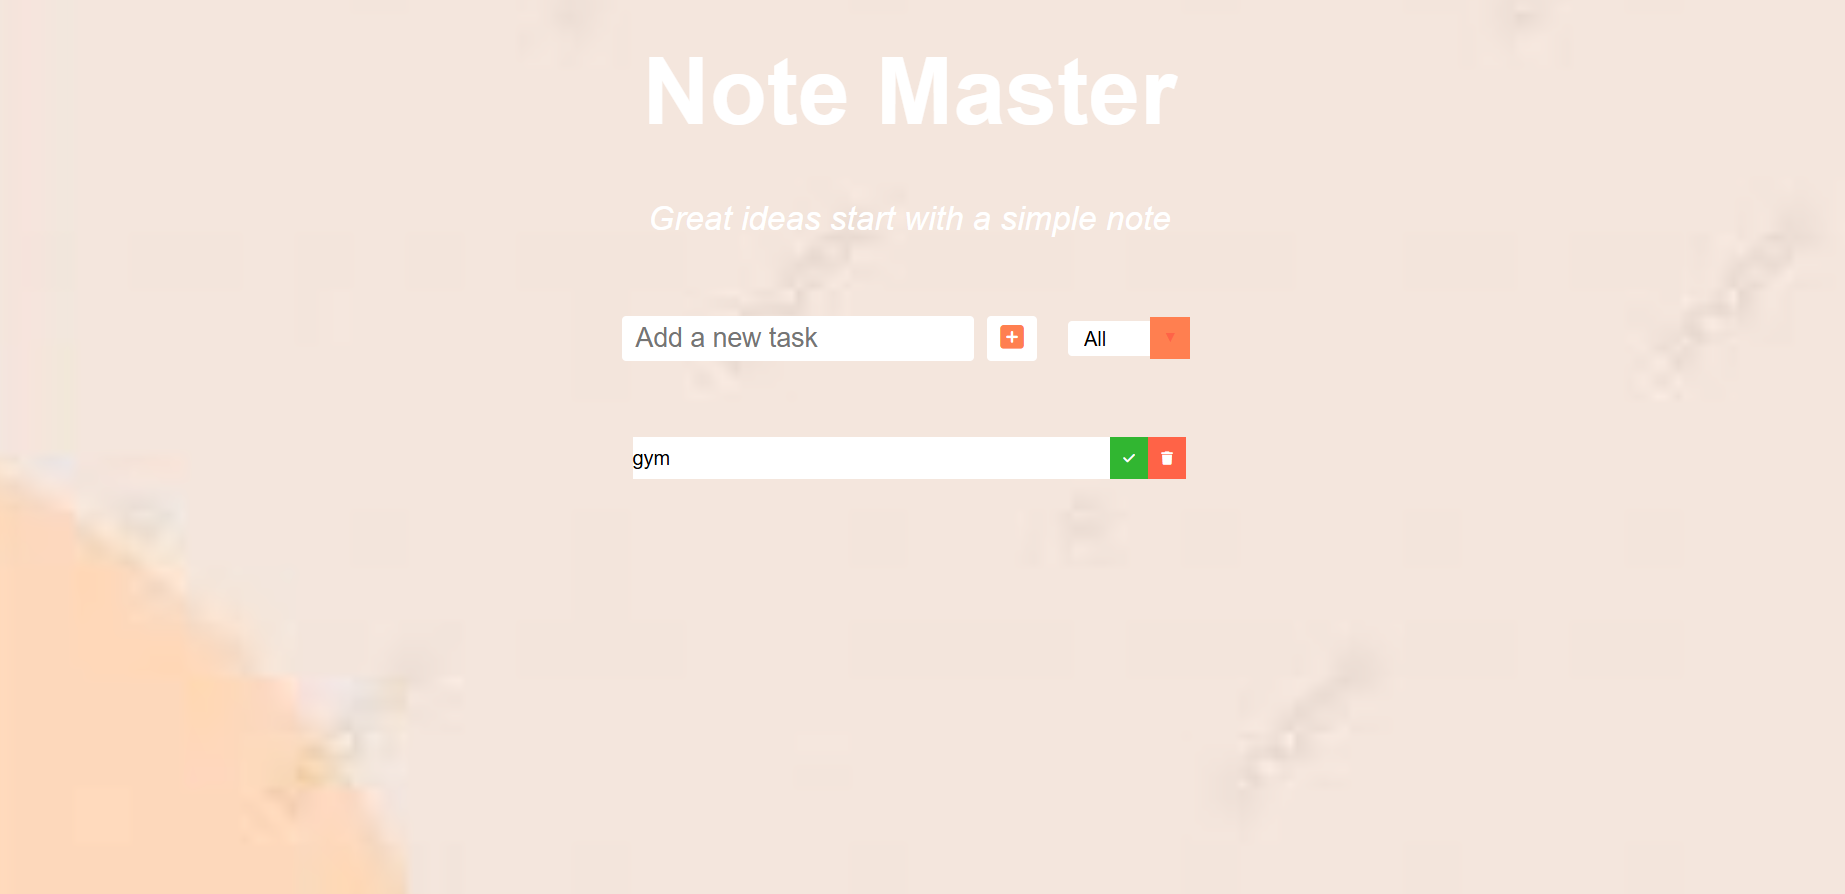 Note Master
Great ideas start with a simple note
Add a new task
All
gym